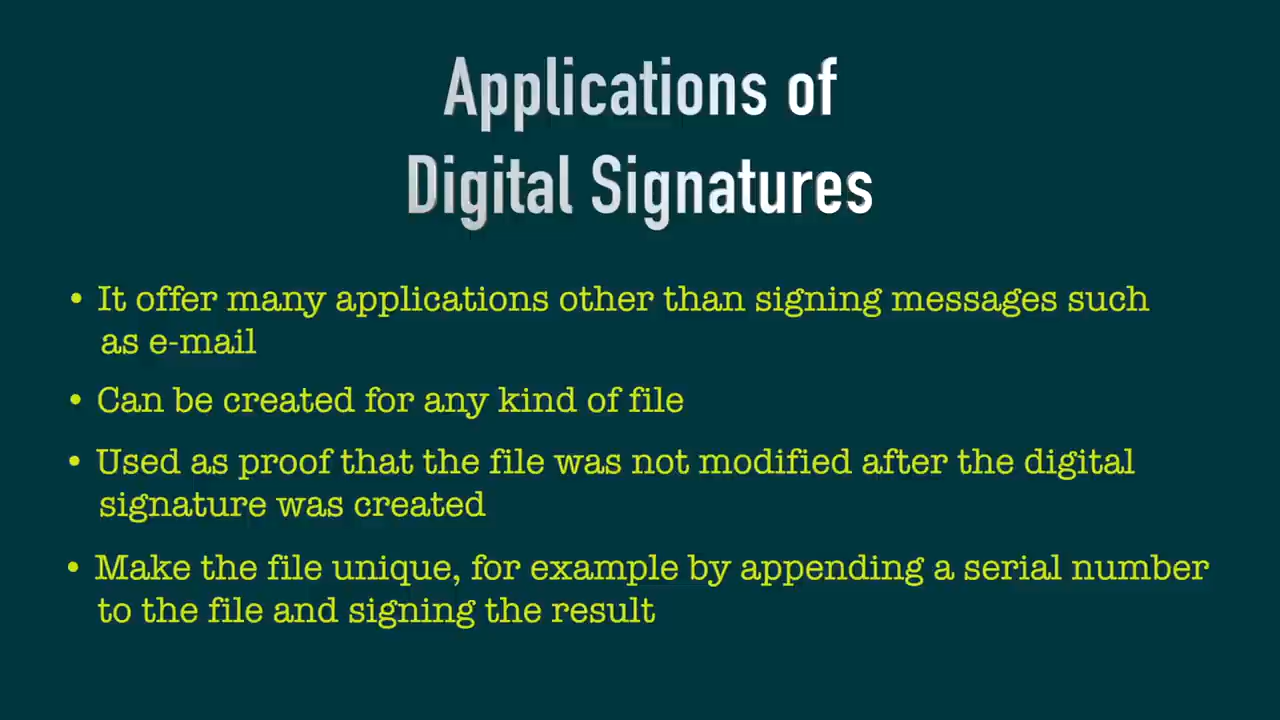 Applications of
Digital Signatures
• It offer many applications other than signing messages such
as e-mail
• Can be created for any kind of file
• Used as proof that the file was not modified after the digital
signature was created
• Make the file unique, for example by appending a serial number
to the file and signing the result